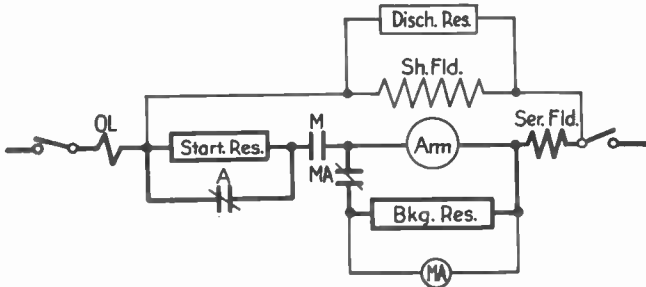 Disch. Res.
Sh. Fld.
OL
Start. Res.
M
Arm
Ser. Fld.
A
MA
Bkg. Res.
MA